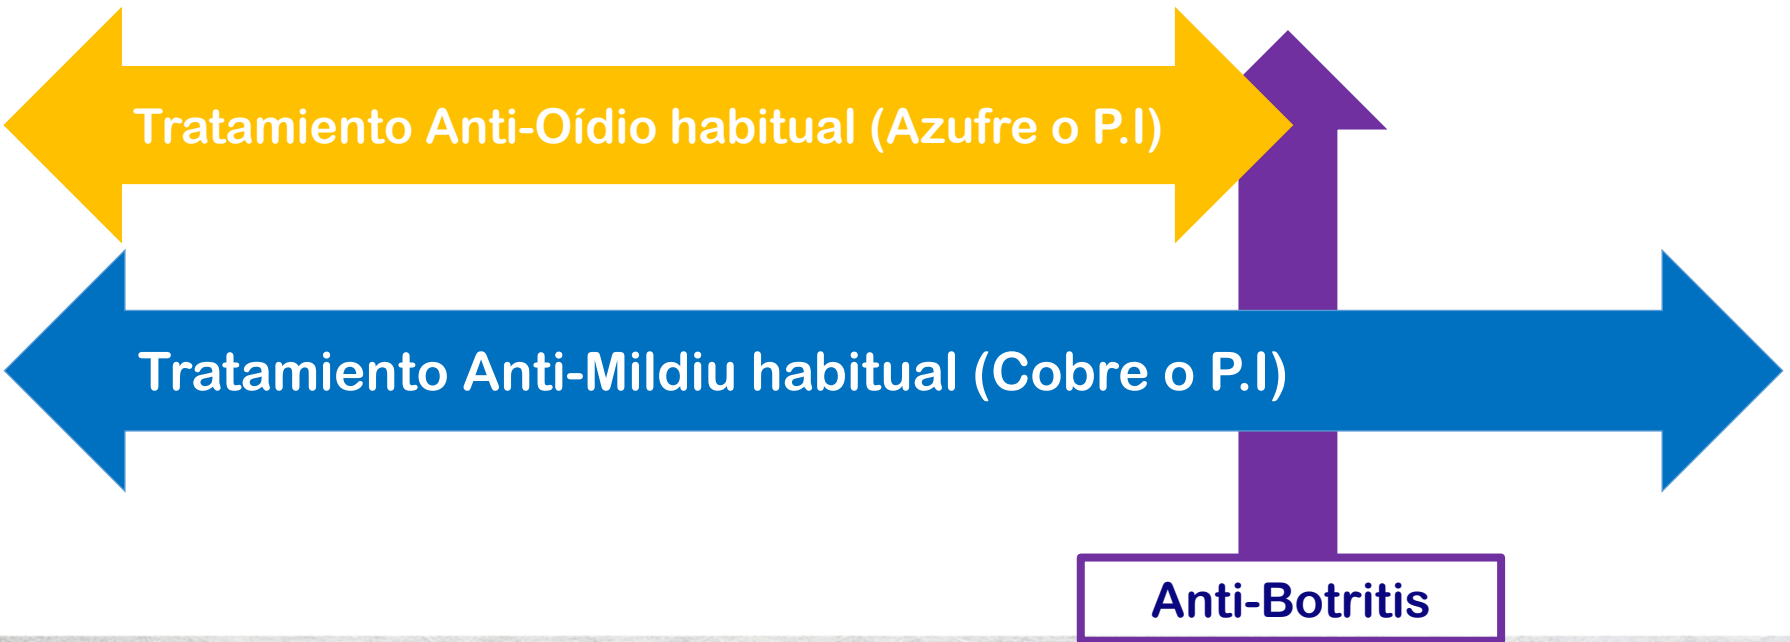 Tratamiento Anti-Oídio habitual (Azufre o P.I)
Tratamiento Anti-Mildiu habitual (Cobre o P.I)
Anti-Botritis